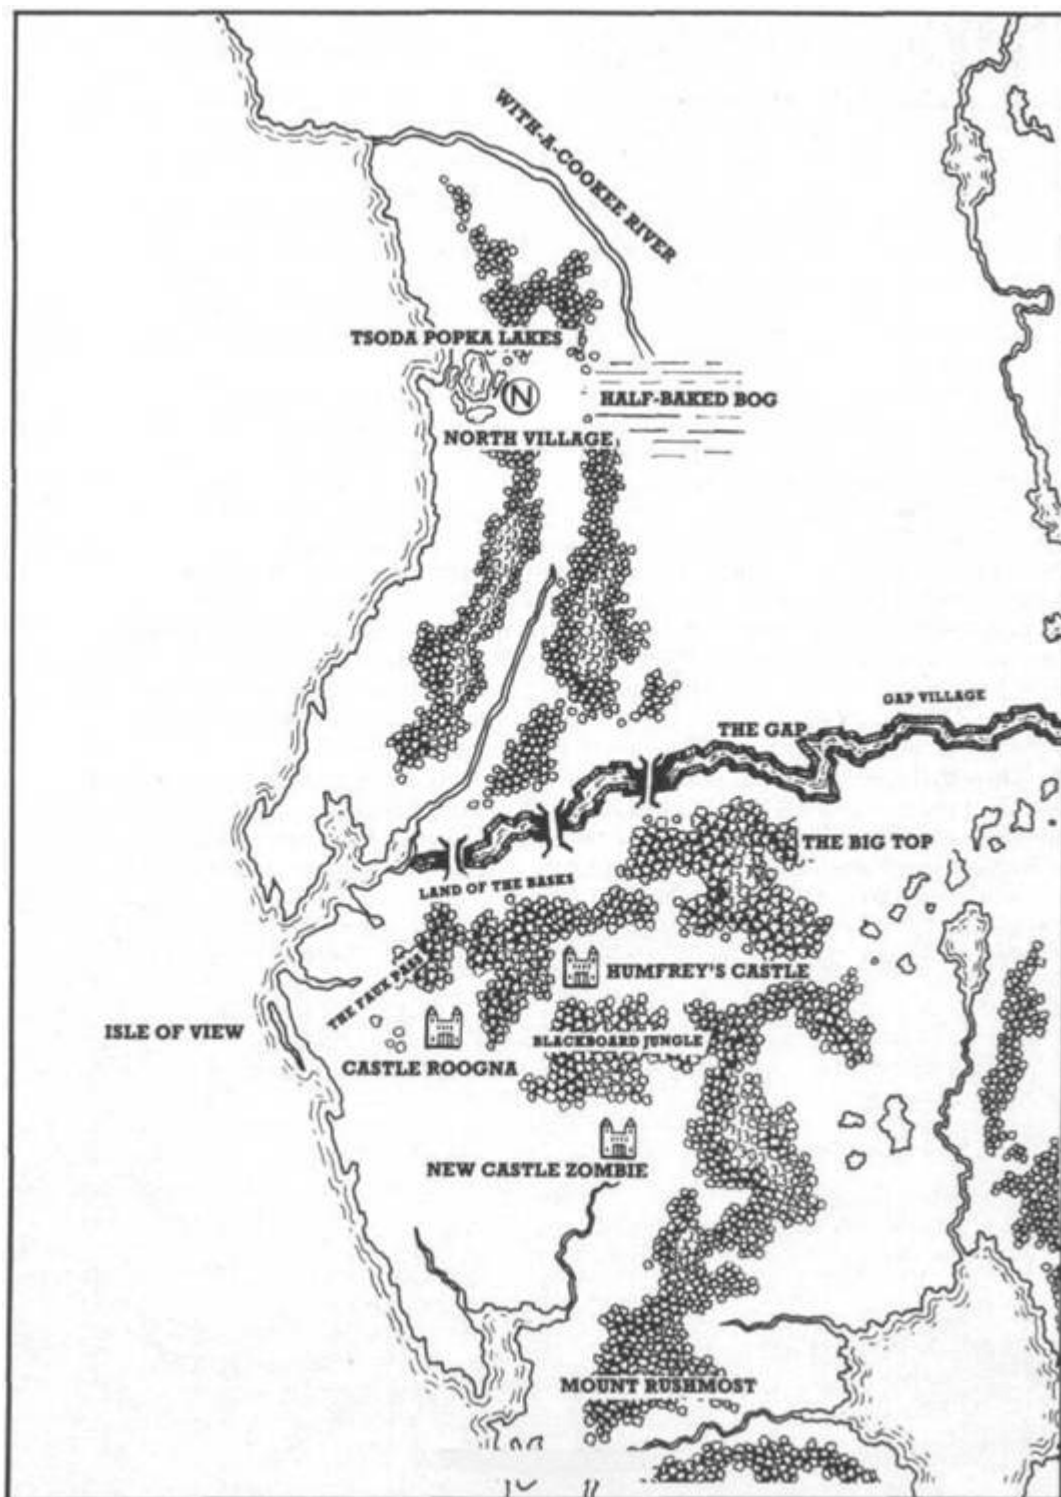 WITH-A-COOKEE RIVER
TSODA POPKA LAKES
N
HALF-BAKED BOG
NORTH VILLAGE
GAP VILLAGE
THE GAP
THE BIG TOP
LAND OF THE BASKS
THE FAUX PASS
HUMFREY'S CASTLE
ISLE OF VIEW
BLACKBOARD JUNGLE
CASTLE ROOGNA
NEW CASTLE ZOMBIE
MOUNT RUSHMOST